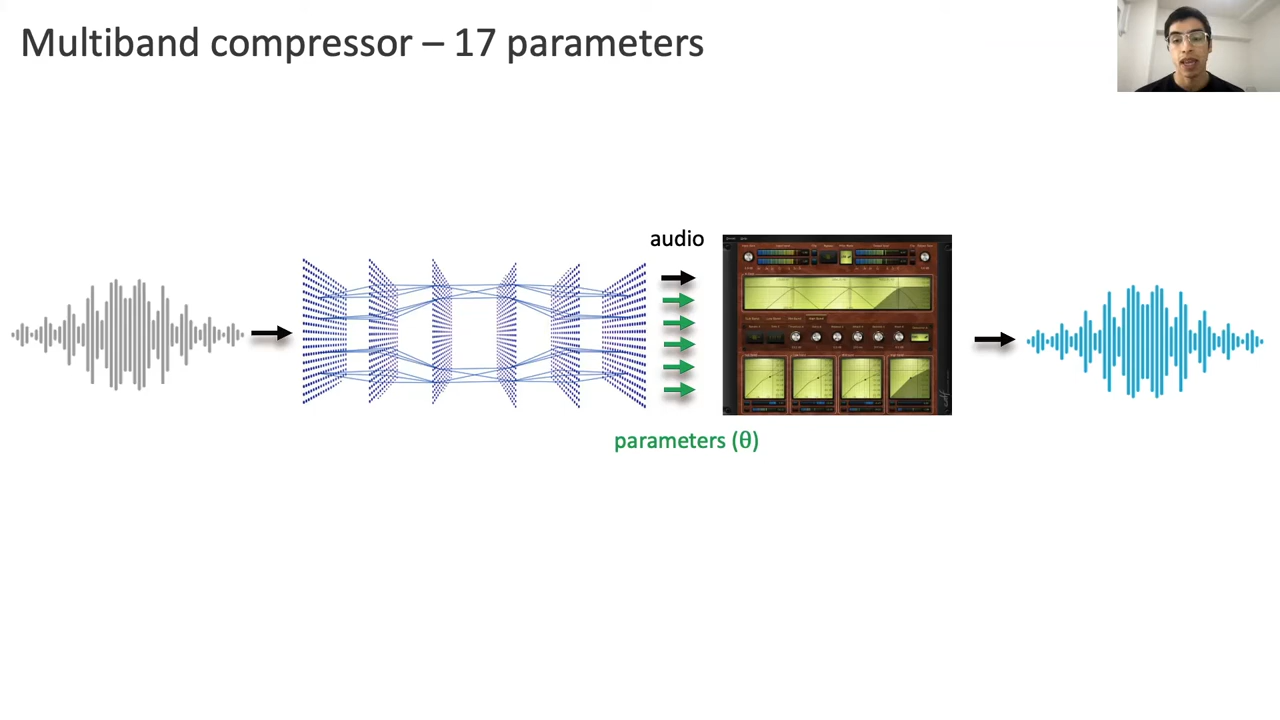 Multiband compressor – 17 parameters
audio
parameters (θ)